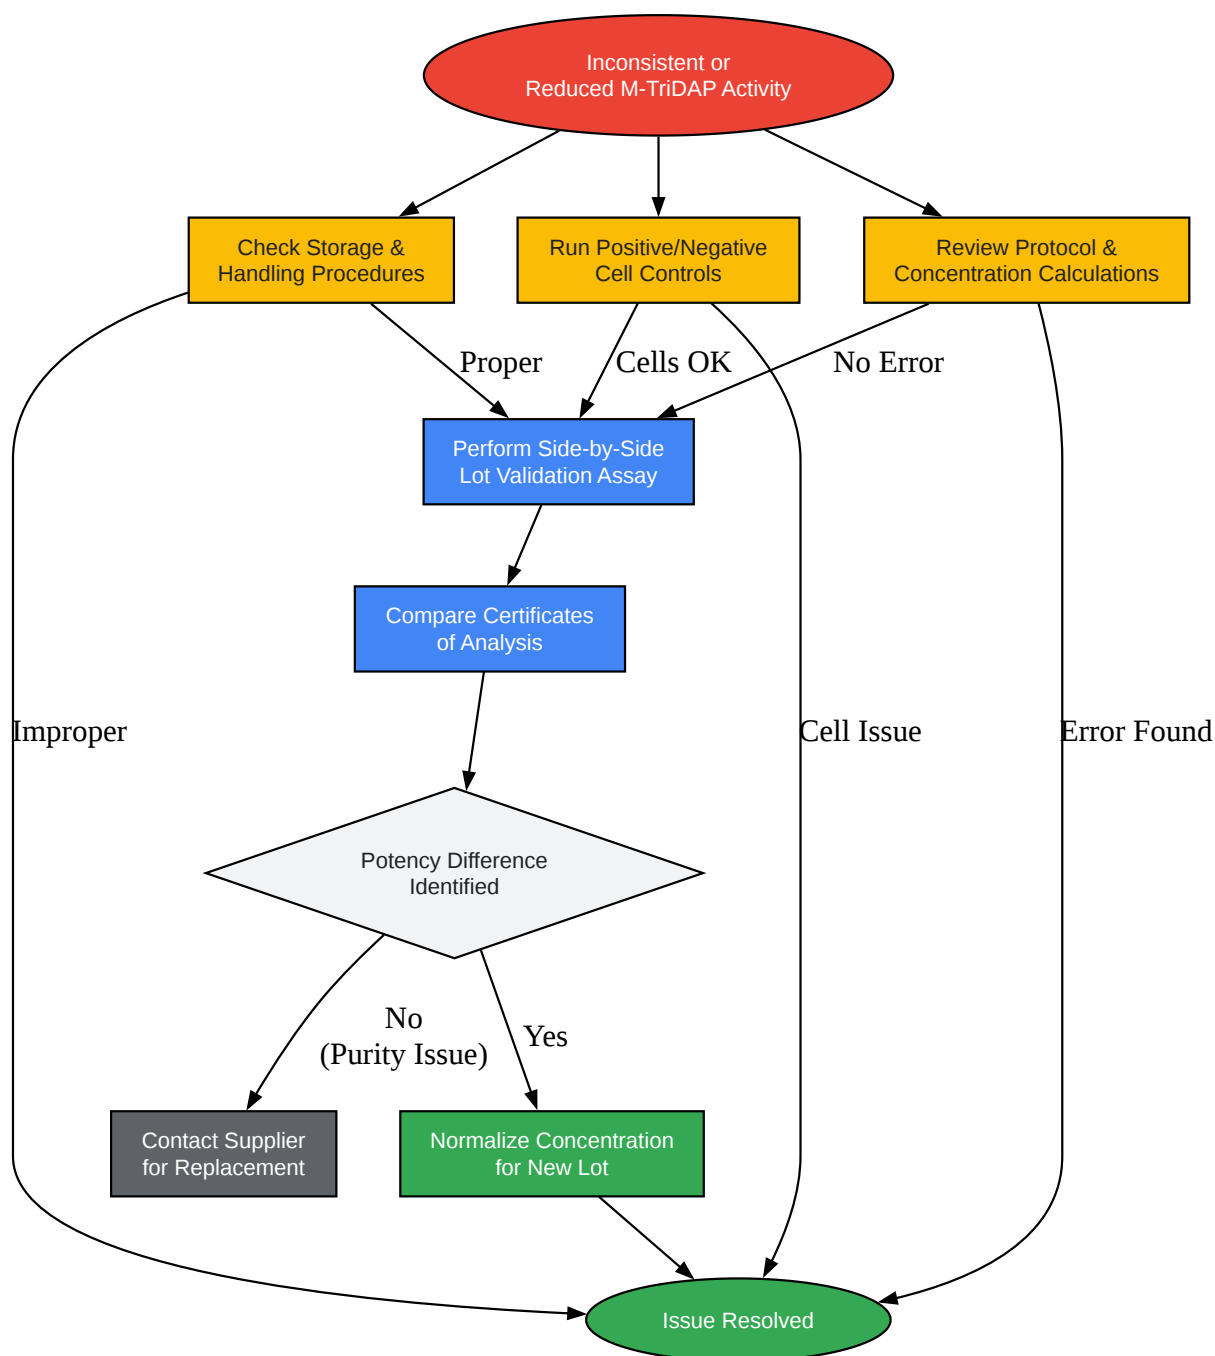 Inconsistent or
Reduced M-TriDAP Activity
Check Storage &
Handling Procedures
Run Positive/Negative
Cell Controls
Review Protocol &
Concentration Calculations
Proper
Cells OK
No Error
Perform Side-by-Side
Lot Validation Assay
Compare Certificates
of Analysis
Improper
Cell Issue
Error Found
Potency Difference
Identified
No
(Purity Issue)
Yes
Contact Supplier
for Replacement
Normalize Concentration
for New Lot
Issue Resolved